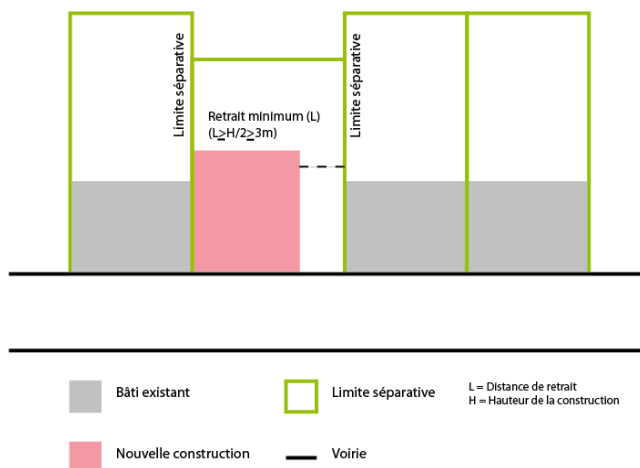 Limite séparative
Limite séparative
Retrait minimum (L)
(L≥H/2≥3m)
Bâti existant
Limite séparative
L = Distance de retrait
H = Hauteur de la construction
Nouvelle construction
Voirie